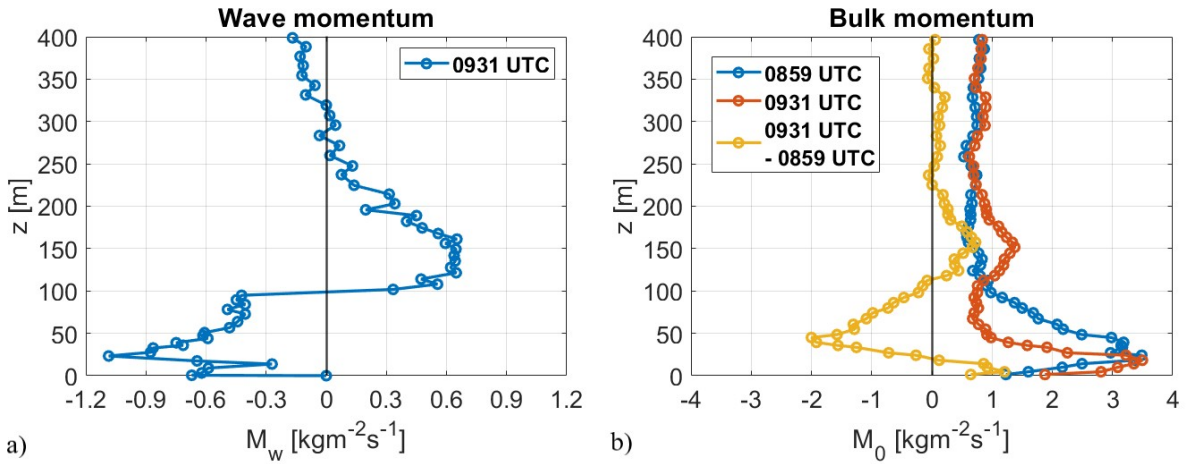 Wave momentum
400
350
300
250
200
150
100
50
0
z [m]
0931 UTC
-1.2 -0.9 -0.6 -0.3 0 0.3 0.6 0.9 1.2
M_w [kgm^-2s^-1]
a)
Bulk momentum
400
350
300
250
200
150
100
50
0
z [m]
0859 UTC
0931 UTC
0931 UTC
- 0859 UTC
-4 -3 -2 -1 0 1 2 3 4
M_0 [kgm^-2s^-1]
b)